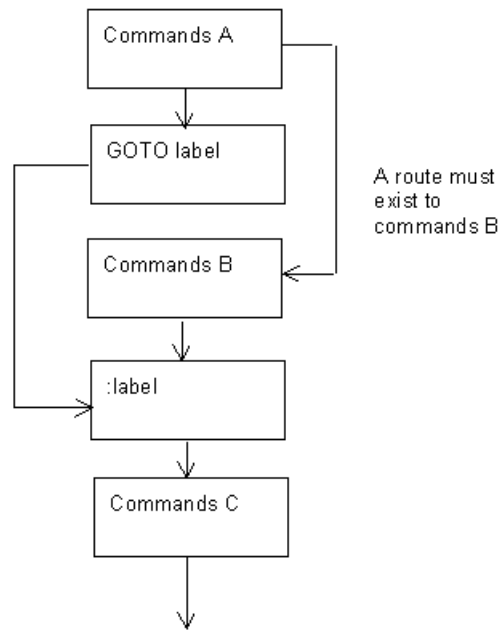 Commands A
GOTO label
A route must
exist to
commands B
Commands B
:label
Commands C